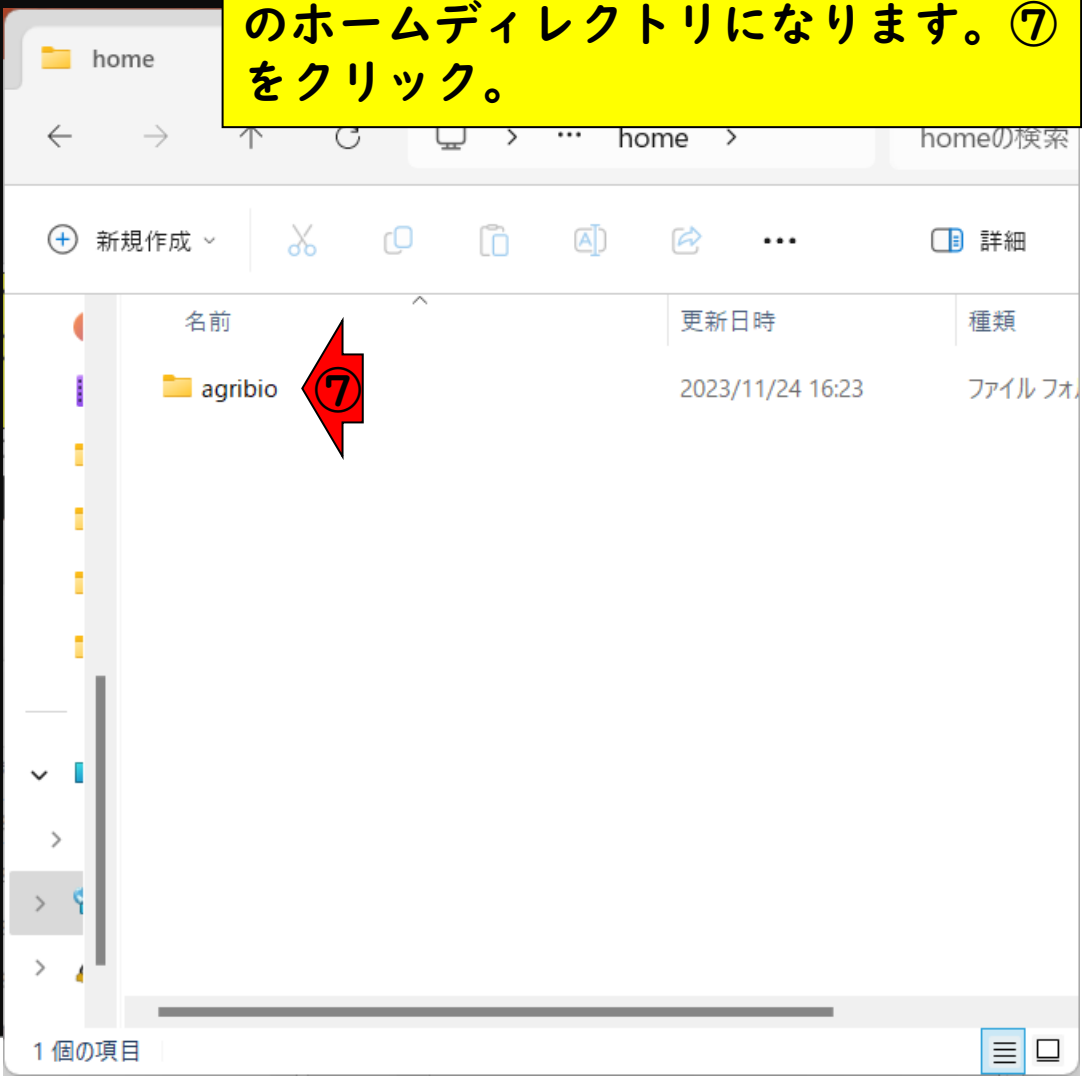 のホームディレクトリになります。⑦
をクリック。
home
… home
homeの検索
新規作成
詳細
名前
更新日時
種類
agribio
⑦
2023/11/24 16:23
ファイル フォ
1 個の項目